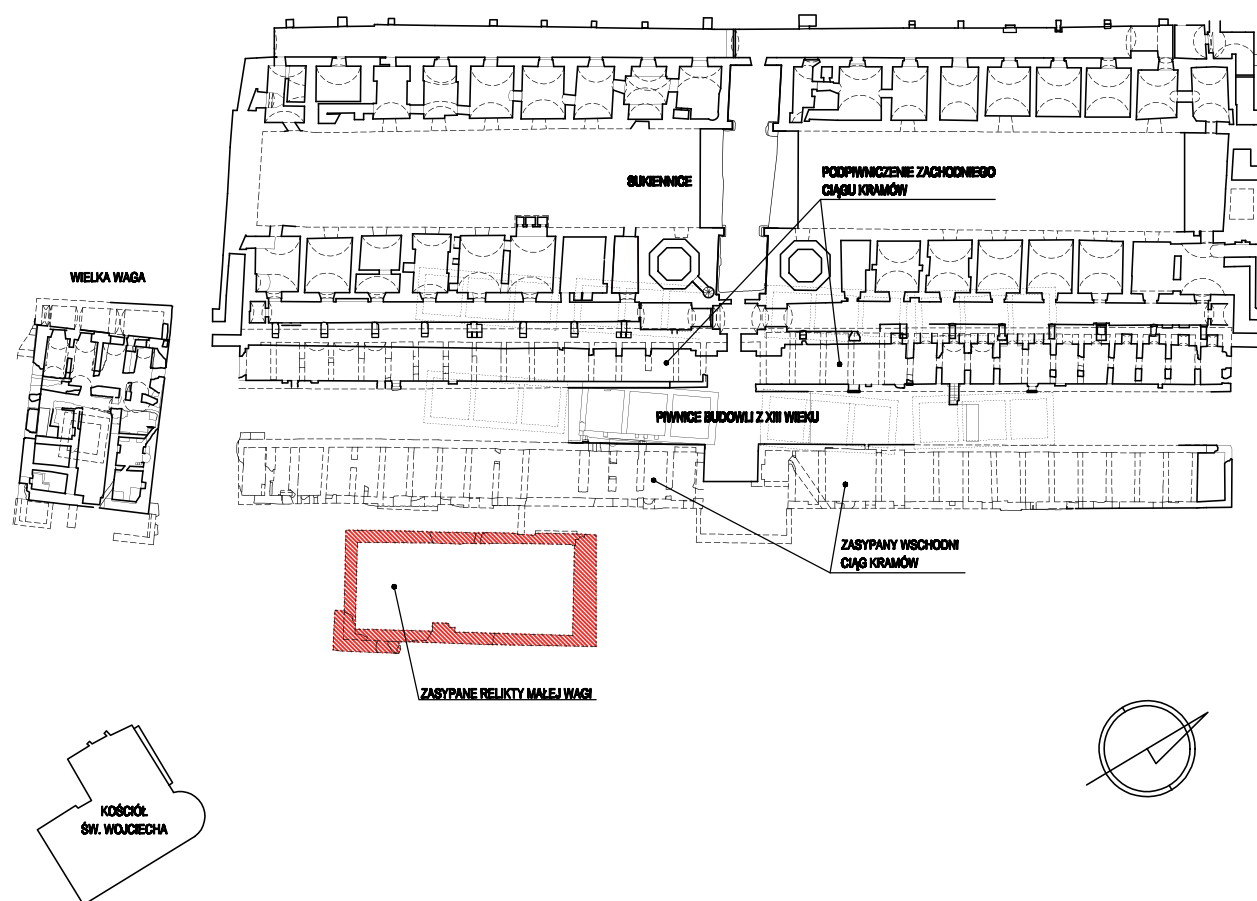 PODPIWNICZENIE ZACHODNIEGO
CIĄGU KRAMÓW
SUKIENNICE
WIELKA WAGA
PIWNICE BUDOWLI Z XIII WIEKU
ZASYPANY WSCHODNI
CIĄG KRAMÓW
ZASYPANE RELIKTY MAŁEJ WAGI
KOŚCIÓŁ
ŚW. WOJCIECHA